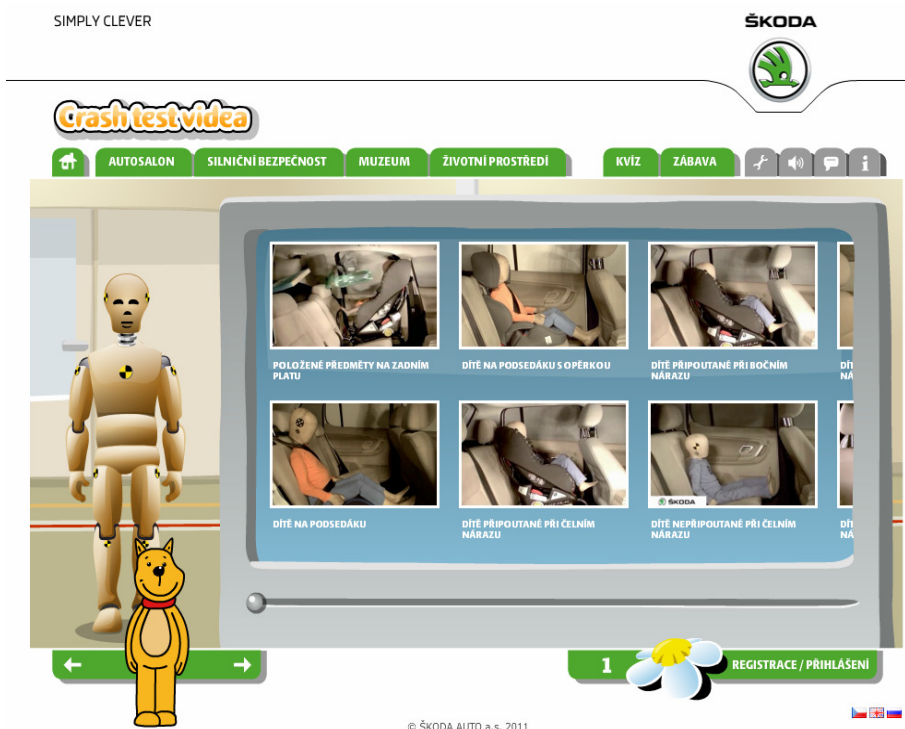 SIMPLY CLEVER
ŠKODA
Crash test videa
AUTOSALON
SILNIČNÍ BEZPEČNOST
MUZEUM
ŽIVOTNÍ PROSTŘEDÍ
KVÍZ
ZÁBAVA
POLOŽENÉ PŘEDMĚTY NA ZADNÍM
PLATU
DÍTĚ NA PODSEDÁKU S OPĚRKOU
DÍTĚ PŘIPOUTANÉ PŘI BOČNÍM
NÁRAZU
DÍTĚ NA PODSEDÁKU
DÍTĚ PŘIPOUTANÉ PŘI ČELNÍM
NÁRAZU
ŠKODA
DÍTĚ NEPŘIPOUTANÉ PŘI ČELNÍM
NÁRAZU
1
REGISTRACE / PŘIHLÁŠENÍ
© ŠKODA AUTO a.s. 2011